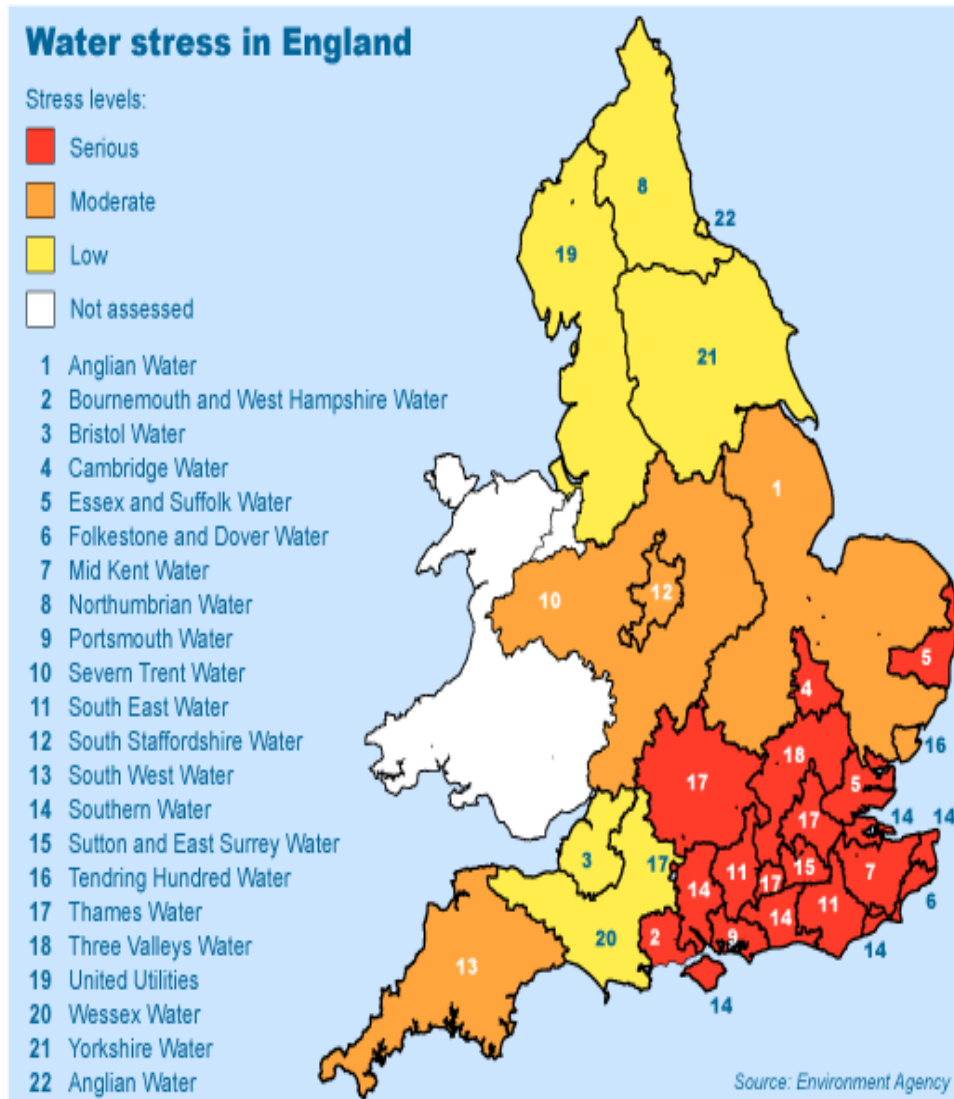 Water stress in England
Stress levels:
Serious
Moderate
Low
Not assessed
1 Anglian Water
2 Bournemouth and West Hampshire Water
3 Bristol Water
4 Cambridge Water
5 Essex and Suffolk Water
6 Folkestone and Dover Water
7 Mid Kent Water
8 Northumbrian Water
9 Portsmouth Water
10 Severn Trent Water
11 South East Water
12 South Staffordshire Water
13 South West Water
14 Southern Water
15 Sutton and East Surrey Water
16 Tendring Hundred Water
17 Thames Water
18 Three Valleys Water
19 United Utilities
20 Wessex Water
21 Yorkshire Water
22 Anglian Water
8
22
19
21
1
10
12
5
4
16
18
17
5
17
14
14
3
17
11
17
15
7
14
11
6
14
2
9
20
14
13
14
Source: Environment Agency